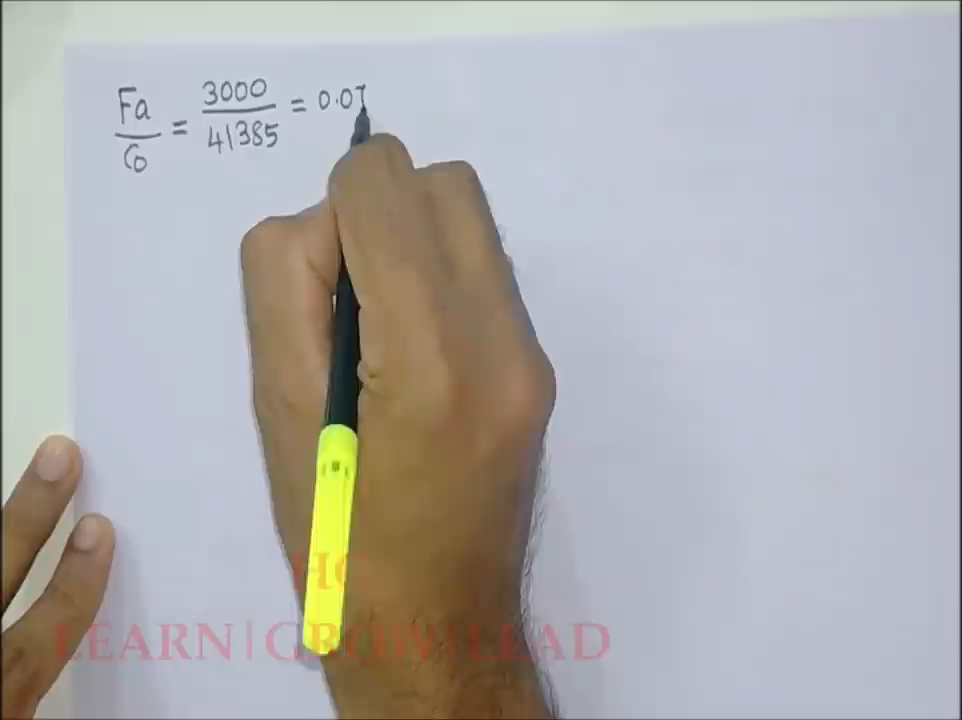 Fa/Co = 3000/41385 = 0.07
LEARN|GROW|LEAD